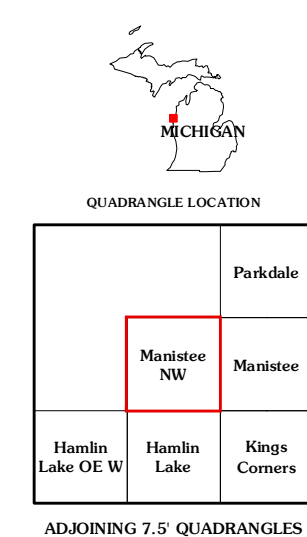 MICHIGAN
QUADRANGLE LOCATION
Parkdale
Manistee
NW
Manistee
Hamlin
Lake OE W
Hamlin
Lake
Kings
Corners
ADJOINING 7.5' QUADRANGLES